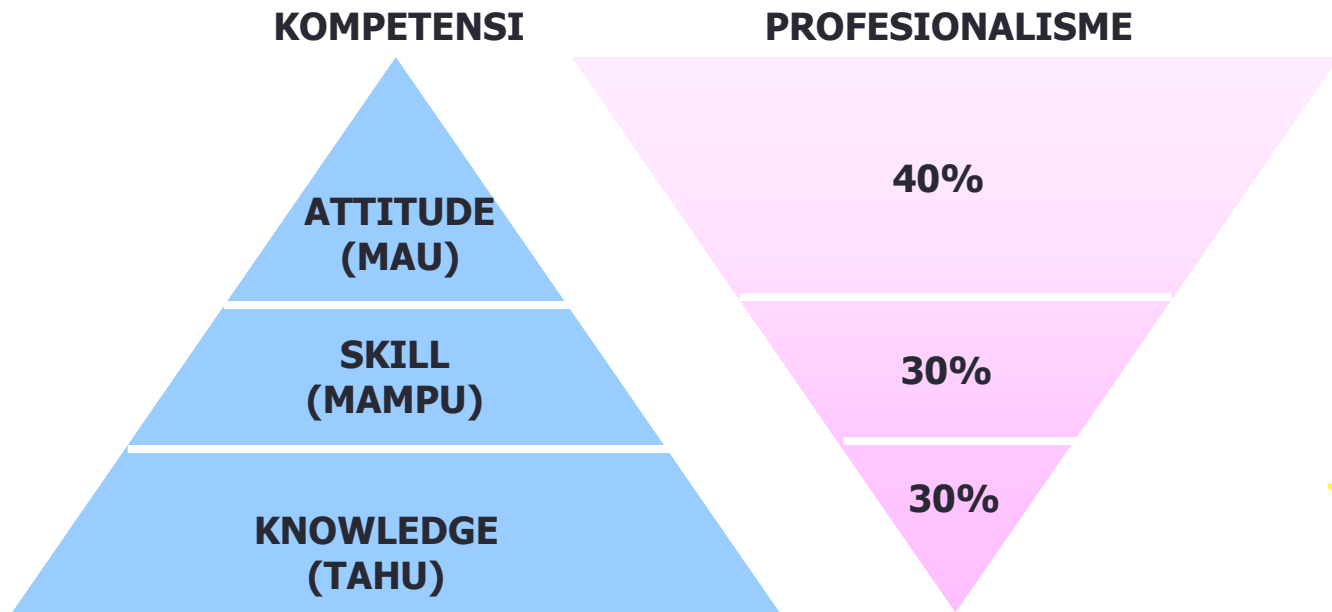 KOMPETENSI
PROFESIONALISME
ATTITUDE
(MAU)
40%
SKILL
(MAMPU)
30%
KNOWLEDGE
(TAHU)
30%